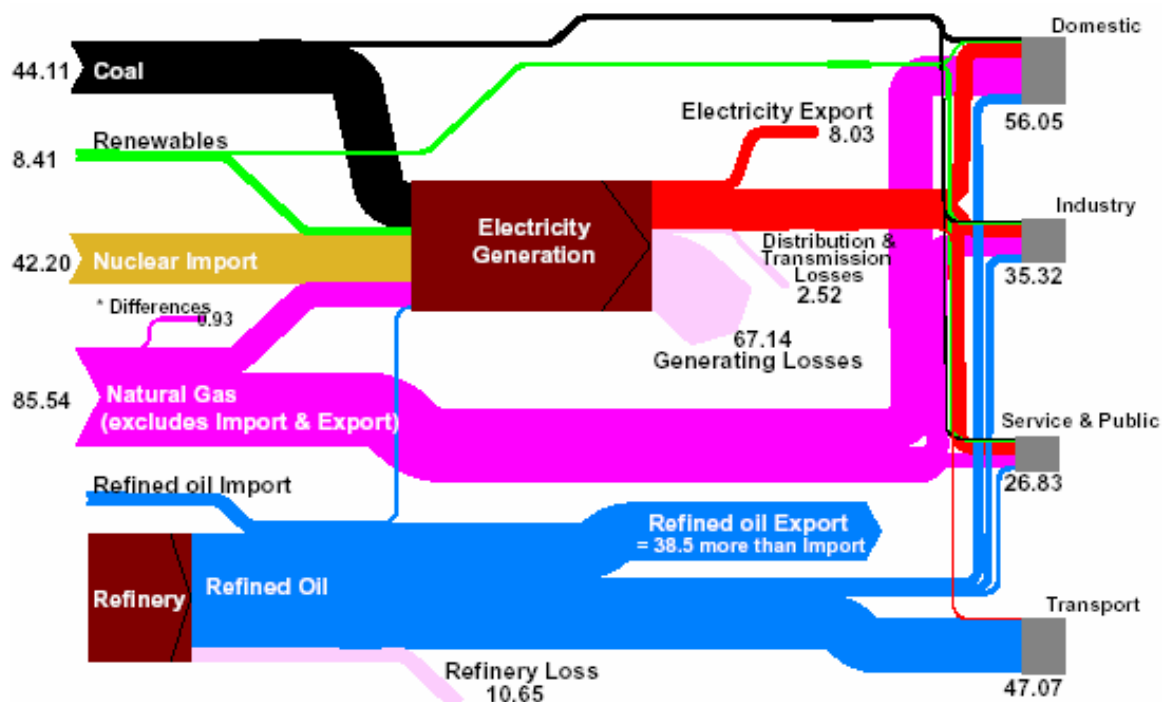 Domestic
44.11
Coal
Electricity Export
8.03
56.05
Renewables
8.41
Electricity
Generation
Industry
35.32
Distribution &
Transmission
Losses
2.52
42.20
Nuclear Import
* Differences
0.93
67.14
Generating Losses
85.54
Natural Gas
(excludes Import & Export)
Service & Public
26.83
Refined oil Import
Refined oil Export
= 38.5 more than Import
Refinery
Refined Oil
Transport
47.07
Refinery Loss
10.65